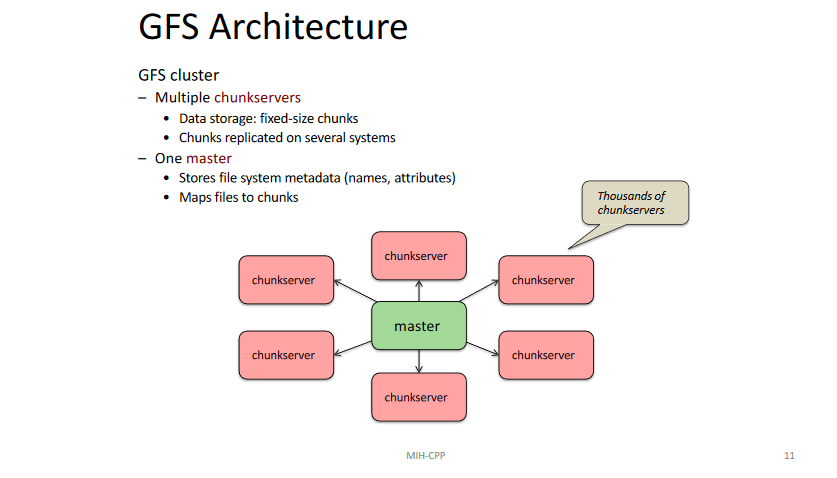 GFS Architecture
GFS cluster
– Multiple chunkservers
• Data storage: fixed-size chunks
• Chunks replicated on several systems
– One master
• Stores file system metadata (names, attributes)
• Maps files to chunks
Thousands of
chunkservers
chunkserver
chunkserver
chunkserver
master
chunkserver
chunkserver
chunkserver
MIH-CPP
11